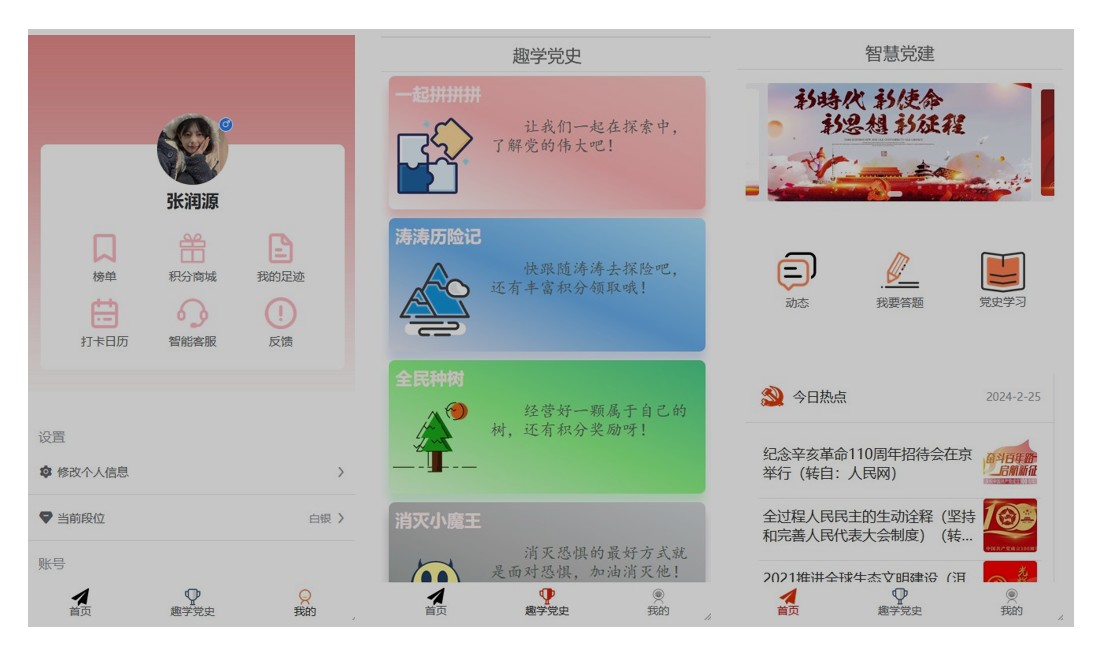 张润源
榜单
积分商城
我的足迹
打卡日历
智能客服
反馈
设置
修改个人信息
当前段位
白银
账号
首页
趣学党史
我的
趣学党史
一起拼拼拼
让我们一起在探索中,
了解党的伟大吧!
涛涛历险记
快跟随涛涛去探险吧,
还有丰富积分领取哦!
全民种树
经营好一颗属于自己的
树, 还有积分奖励呀!
消灭小魔王
消灭恐惧的最好方式就
是面对恐惧, 加油消灭他!
首页
趣学党史
我的
智慧党建
新時代 新使命
新思想 新征程
动态
我要答题
党史学习
今日热点
2024-2-25
纪念辛亥革命110周年招待会在京
举行（转自：人民网）
奋斗百年路
启航新征
全过程人民民主的生动诠释（坚持
和完善人民代表大会制度）（转...
100
2021推进全球生态文明建设（洱
首页
趣学党史
我的